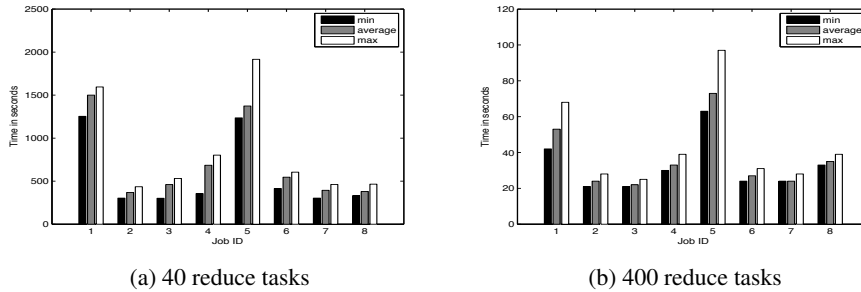 2500
2000
1500
1000
500
0
Time in seconds
1 2 3 4 5 6 7 8
Job ID
min
average
max
(a) 40 reduce tasks
120
100
80
60
40
20
0
Time in seconds
1 2 3 4 5 6 7 8
Job ID
min
average
max
(b) 400 reduce tasks